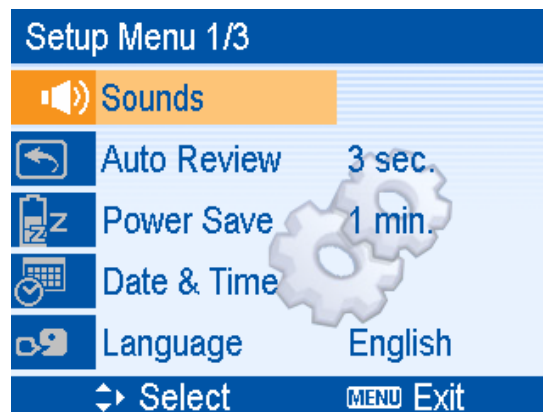 Setup Menu 1/3
Sounds
Auto Review 3 sec.
Power Save 1 min.
Date & Time
Language English
Select MENU Exit